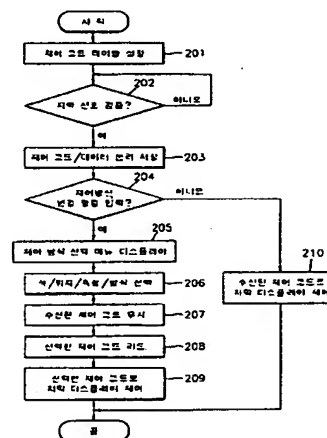 시 작
제어 코드 테이블 설정
201
202
자막 신호 검출?
아니오
예
제어 코드/데이터 분리 저장
203
204
제어방식
변경 명령 입력?
아니오
예
205
제어 방식 선택 메뉴 디스플레이
색/위치/속성/방식 선택
206
210
수신된 제어 코드로
자막 디스플레이 제어
수신된 제어 코드 무시
207
선택한 제어 코드 리드
208
선택한 제어 코드로
자막 디스플레이 제어
209
끝